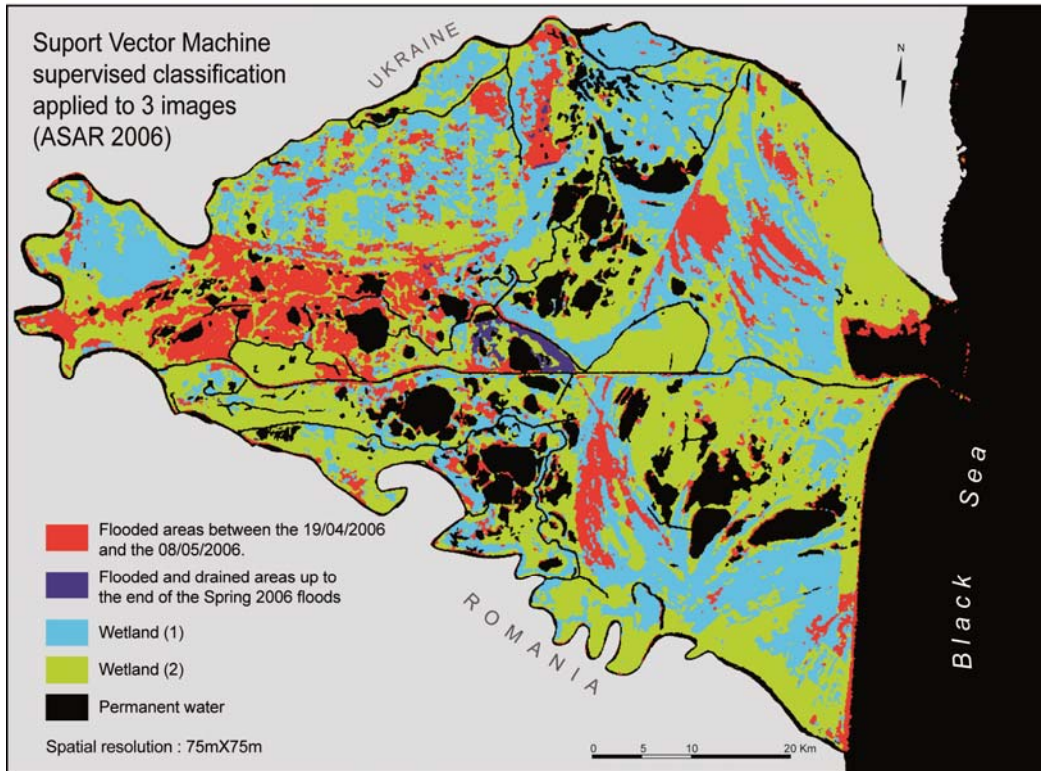 Suport Vector Machine
supervised classification
applied to 3 images
(ASAR 2006)
UKRAINE
N
Black Sea
ROMANIA
Flooded areas between the 19/04/2006
and the 08/05/2006.
Flooded and drained areas up to
the end of the Spring 2006 floods
Wetland (1)
Wetland (2)
Permanent water
Spatial resolution : 75mX75m
0 5 10 20 Km